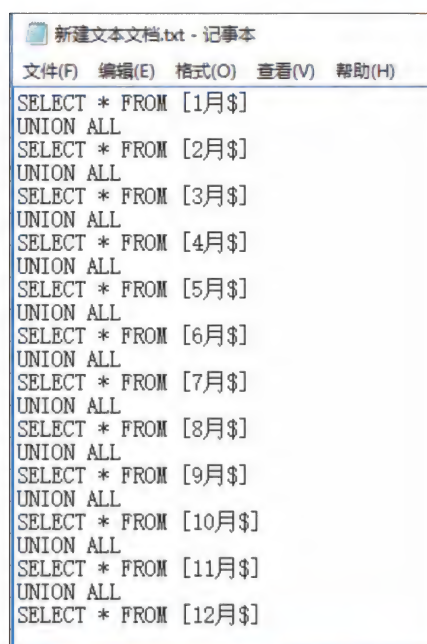 新建文本文档.txt - 记事本
文件(F) 编辑(E) 格式(O) 查看(V) 帮助(H)
SELECT * FROM [1月$]
UNION ALL
SELECT * FROM [2月$]
UNION ALL
SELECT * FROM [3月$]
UNION ALL
SELECT * FROM [4月$]
UNION ALL
SELECT * FROM [5月$]
UNION ALL
SELECT * FROM [6月$]
UNION ALL
SELECT * FROM [7月$]
UNION ALL
SELECT * FROM [8月$]
UNION ALL
SELECT * FROM [9月$]
UNION ALL
SELECT * FROM [10月$]
UNION ALL
SELECT * FROM [11月$]
UNION ALL
SELECT * FROM [12月$]